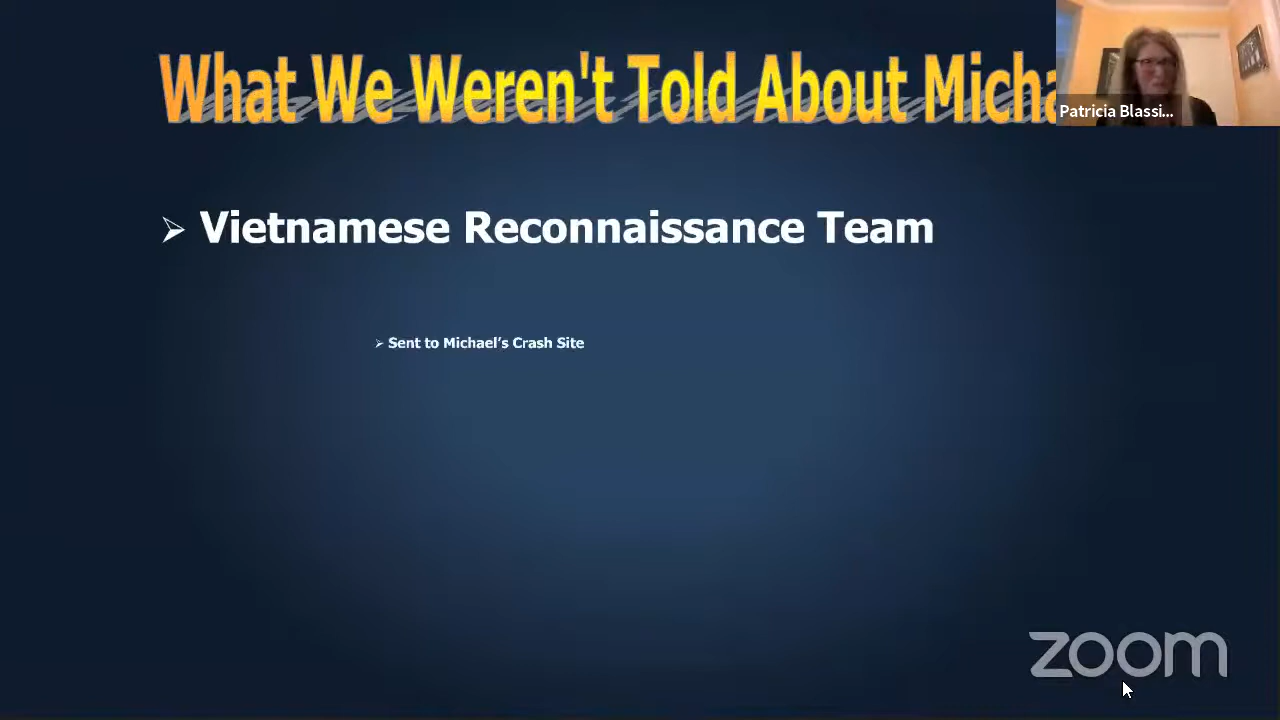 What We Weren't Told About Micha
Patricia Blassi...
➢ Vietnamese Reconnaissance Team
➢ Sent to Michael's Crash Site
zoom